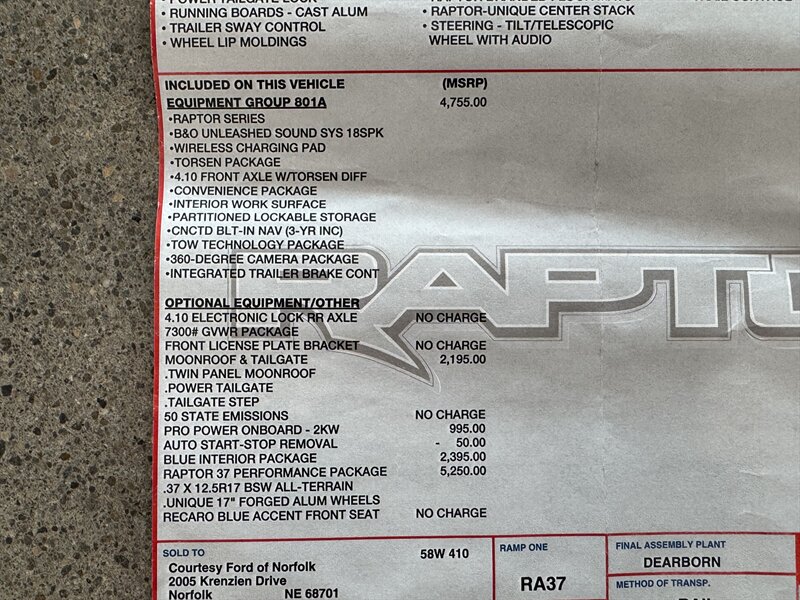 • RUNNING BOARDS - CAST ALUM
• TRAILER SWAY CONTROL
• WHEEL LIP MOLDINGS
• RAPTOR-UNIQUE CENTER STACK
• STEERING - TILT/TELESCOPIC
WHEEL WITH AUDIO
INCLUDED ON THIS VEHICLE (MSRP)
EQUIPMENT GROUP 801A 4,755.00
•RAPTOR SERIES
•B&O UNLEASHED SOUND SYS 18SPK
•WIRELESS CHARGING PAD
•TORSEN PACKAGE
•4.10 FRONT AXLE W/TORSEN DIFF
•CONVENIENCE PACKAGE
•INTERIOR WORK SURFACE
•PARTITIONED LOCKABLE STORAGE
•CNCTD BLT-IN NAV (3-YR INC)
•TOW TECHNOLOGY PACKAGE
•360-DEGREE CAMERA PACKAGE
•INTEGRATED TRAILER BRAKE CONT
RAPTO
OPTIONAL EQUIPMENT/OTHER
4.10 ELECTRONIC LOCK RR AXLE NO CHARGE
7300# GVWR PACKAGE
FRONT LICENSE PLATE BRACKET NO CHARGE
MOONROOF & TAILGATE 2,195.00
.TWIN PANEL MOONROOF
.POWER TAILGATE
.TAILGATE STEP
50 STATE EMISSIONS NO CHARGE
PRO POWER ONBOARD - 2KW 995.00
AUTO START-STOP REMOVAL - 50.00
BLUE INTERIOR PACKAGE 2,395.00
RAPTOR 37 PERFORMANCE PACKAGE 5,250.00
.37 X 12.5R17 BSW ALL-TERRAIN
.UNIQUE 17" FORGED ALUM WHEELS
RECARO BLUE ACCENT FRONT SEAT NO CHARGE
SOLD TO 58W 410
Courtesy Ford of Norfolk
2005 Krenzien Drive
Norfolk NE 68701
RAMP ONE
RA37
FINAL ASSEMBLY PLANT
DEARBORN
METHOD OF TRANSP.